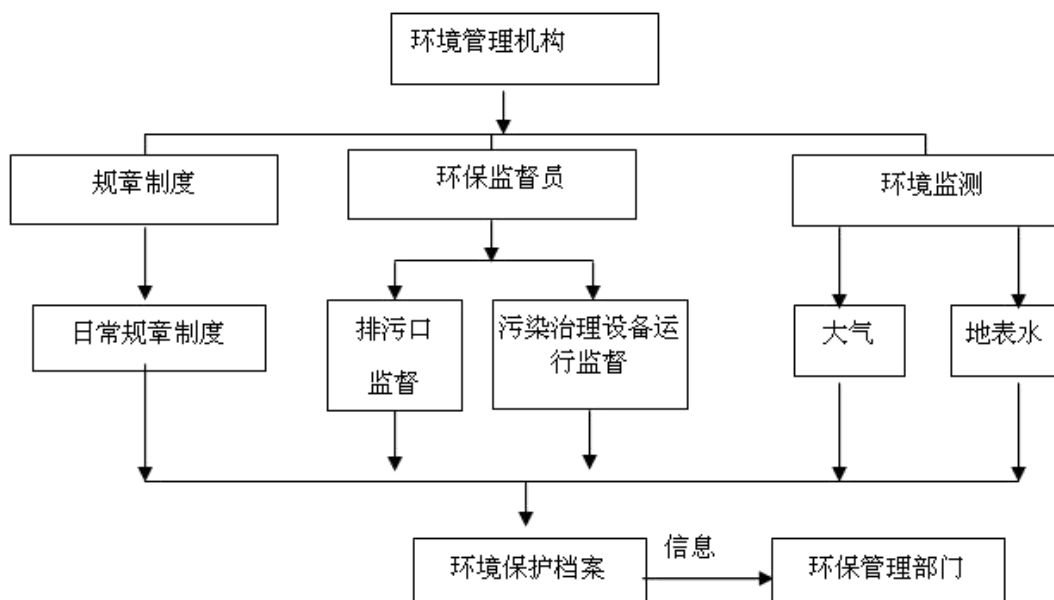 环境管理机构
规章制度
环保监督员
环境监测
日常规章制度
排污口
监督
污染治理设备运
行监督
大气
地表水
环境保护档案
信息
环保管理部门